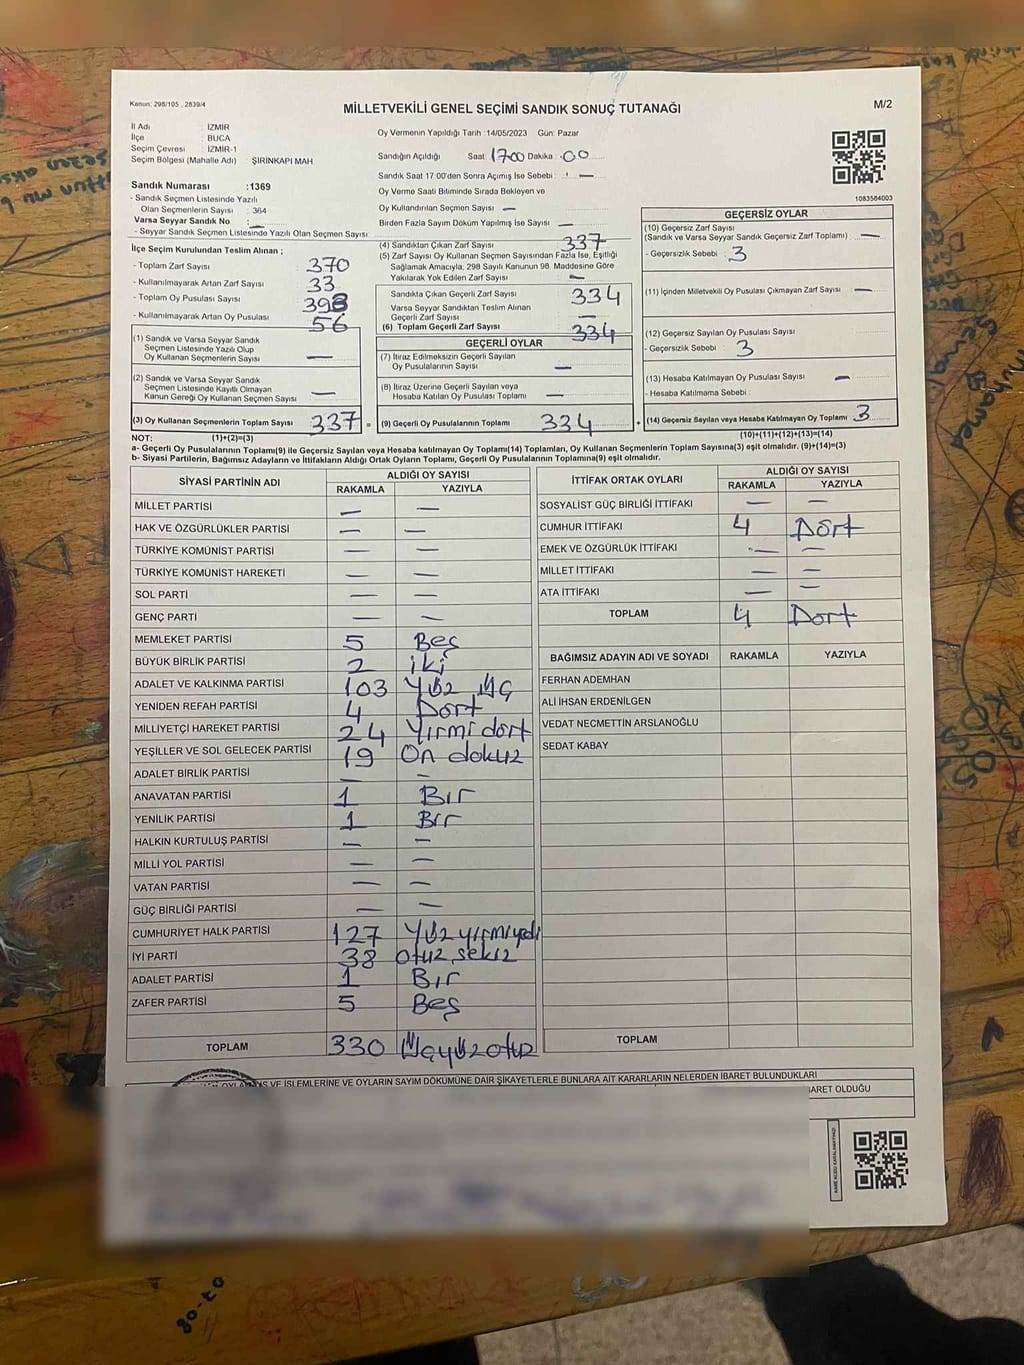 Kanun: 298/105 , 2839/4
MİLLETVEKİLİ GENEL SEÇİMİ SANDIK SONUÇ TUTANAĞI
M/2
İl Adı : İZMİR
İlçe : BUCA
Seçim Çevresi : İZMİR-1
Seçim Bölgesi (Mahalle Adı) : ŞİRİNKAPI MAH
Sandık Numarası :1369
- Sandık Seçmen Listesinde Yazılı
Olan Seçmenlerin Sayısı : 364
Varsa Seyyar Sandık No : —
- Seyyar Sandık Seçmen Listesinde Yazılı Olan Seçmen Sayısı:
Oy Vermenin Yapıldığı Tarih :14/05/2023 Gün: Pazar
Sandığın Açıldığı Saat 17:00 Dakika :00
Sandık Saat 17.00'den Sonra Açılmış İse Sebebi : —
Oy Verme Saati Bitiminde Sırada Bekleyen ve
Oy Kullandırılan Seçmen Sayısı —
Birden Fazla Sayım Döküm Yapılmış İse Sayısı —
1083584003
İlçe Seçim Kurulundan Teslim Alınan ;
- Toplam Zarf Sayısı 370
- Kullanılmayarak Artan Zarf Sayısı : 33
- Toplam Oy Pusulası Sayısı 393
- Kullanılmayarak Artan Oy Pusulası 56
(1) Sandık ve Varsa Seyyar Sandık
Seçmen Listesinde Yazılı Olup
Oy Kullanan Seçmenlerin Sayısı —
(2) Sandık ve Varsa Seyyar Sandık
Seçmen Listesinde Kayıtlı Olmayan
Kanun Gereği Oy Kullanan Seçmen Sayısı —
(3) Oy Kullanan Seçmenlerin Toplam Sayısı 337 =
(4) Sandıktan Çıkan Zarf Sayısı 337
(5) Zarf Sayısı Oy Kullanan Seçmen Sayısından Fazla İse, Eşitliği
Sağlamak Amacıyla, 298 Sayılı Kanunun 98. Maddesine Göre
Yakılarak Yok Edilen Zarf Sayısı —
Sandıkta Çıkan Geçerli Zarf Sayısı 334
Varsa Seyyar Sandıktan Teslim Alınan
Geçerli Zarf Sayısı —
(6) Toplam Geçerli Zarf Sayısı 334
GEÇERLİ OYLAR
(7) İtiraz Edilmeksizin Geçerli Sayılan
Oy Pusulalarının Sayısı —
(8) İtiraz Üzerine Geçerli Sayılan veya
Hesaba Katılan Oy Pusulası Toplamı —
(9) Geçerli Oy Pusulalarının Toplamı 334 +
GEÇERSİZ OYLAR
(10) Geçersiz Zarf Sayısı
(Sandık ve Varsa Seyyar Sandık Geçersiz Zarf Toplamı) —
- Geçersizlik Sebebi : 3
(11) İçinden Milletvekili Oy Pusulası Çıkmayan Zarf Sayısı —
(12) Geçersiz Sayılan Oy Pusulası Sayısı
- Geçersizlik Sebebi : 3
(13) Hesaba Katılmayan Oy Pusulası Sayısı —
- Hesaba Katılmama Sebebi :
(14) Geçersiz Sayılan veya Hesaba Katılmayan Oy Toplamı 3
NOT: (1)+(2)=(3) (10)+(11)+(12)+(13)=(14)
a- Geçerli Oy Pusulalarının Toplamı(9) ile Geçersiz Sayılan veya Hesaba katılmayan Oy Toplamı(14) Toplamları, Oy Kullanan Seçmenlerin Toplam Sayısına(3) eşit olmalıdır. (9)+(14)=(3)
b- Siyasi Partilerin, Bağımsız Adayların ve İttifakların Aldığı Ortak Oyların Toplamı, Geçerli Oy Pusulalarının Toplamına(9) eşit olmalıdır.
SİYASİ PARTİNİN ADI ALDIĞI OY SAYISI
RAKAMLA YAZIYLA
MİLLET PARTİSİ — —
HAK VE ÖZGÜRLÜKLER PARTİSİ — —
TÜRKİYE KOMÜNİST PARTİSİ — —
TÜRKİYE KOMÜNİST HAREKETİ — —
SOL PARTİ — —
GENÇ PARTİ — —
MEMLEKET PARTİSİ 5 Beş
BÜYÜK BİRLİK PARTİSİ 2 iki
ADALET VE KALKINMA PARTİSİ 103 Yüz üç
YENİDEN REFAH PARTİSİ 4 Dört
MİLLİYETÇİ HAREKET PARTİSİ 24 Yirmi dört
YEŞİLLER VE SOL GELECEK PARTİSİ 19 On dokuz
ADALET BİRLİK PARTİSİ — —
ANAVATAN PARTİSİ 1 Bir
YENİLİK PARTİSİ 1 Bir
HALKIN KURTULUŞ PARTİSİ — —
MİLLİ YOL PARTİSİ — —
VATAN PARTİSİ — —
GÜÇ BİRLİĞİ PARTİSİ — —
CUMHURİYET HALK PARTİSİ 127 Yüz yirmi yedi
İYİ PARTİ 38 otuz sekiz
ADALET PARTİSİ 1 Bir
ZAFER PARTİSİ 5 Beş
TOPLAM 330 Üçyüzotuz
İTTİFAK ORTAK OYLARI ALDIĞI OY SAYISI
RAKAMLA YAZIYLA
SOSYALİST GÜÇ BİRLİĞİ İTTİFAKI — —
CUMHUR İTTİFAKI 4 Dört
EMEK VE ÖZGÜRLÜK İTTİFAKI — —
MİLLET İTTİFAKI — —
ATA İTTİFAKI — —
TOPLAM 4 Dört
BAĞIMSIZ ADAYIN ADI VE SOYADI RAKAMLA YAZIYLA
FERHAN ADEMHAN
ALİ İHSAN ERDENİLGEN
VEDAT NECMETTİN ARSLANOĞLU
SEDAT KABAY
TOPLAM
VE İŞLEMLERİNE VE OYLARIN SAYIM DÖKÜMÜNE DAİR ŞİKAYETLERLE BUNLARA AİT KARARLARIN NELERDEN İBARET BULUNDUKLARI
İBARET OLDUĞU